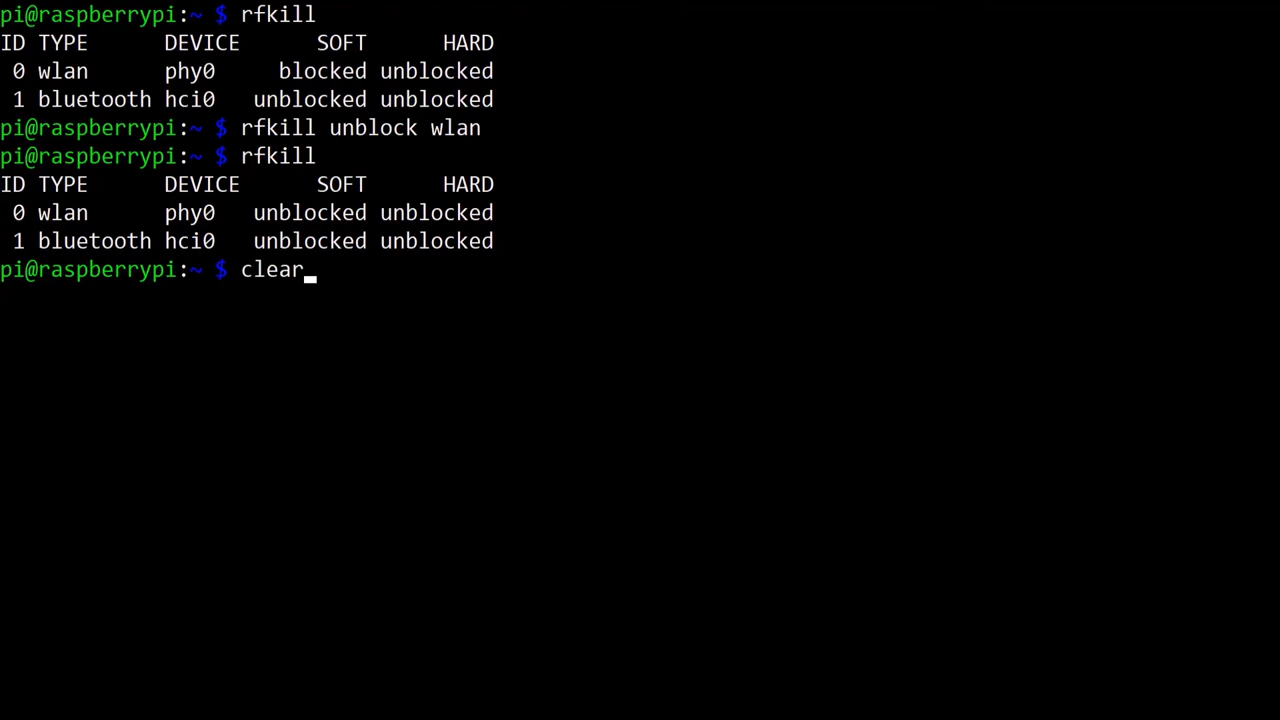 pi@raspberrypi:~ $ rfkill
ID TYPE      DEVICE      SOFT      HARD
 0 wlan      phy0     blocked unblocked
 1 bluetooth hci0   unblocked unblocked
pi@raspberrypi:~ $ rfkill unblock wlan
pi@raspberrypi:~ $ rfkill
ID TYPE      DEVICE      SOFT      HARD
 0 wlan      phy0   unblocked unblocked
 1 bluetooth hci0   unblocked unblocked
pi@raspberrypi:~ $ clear